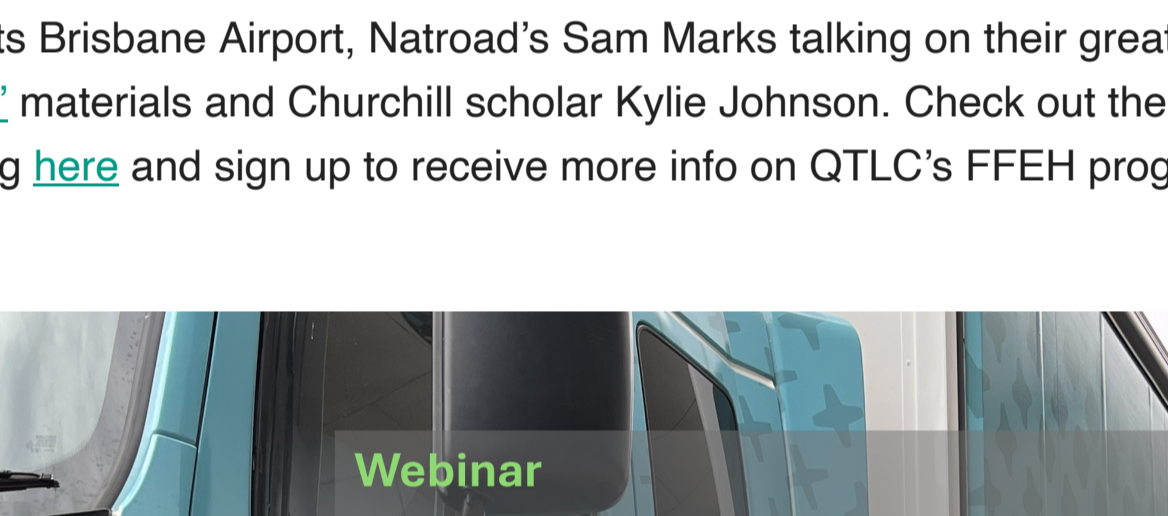 ts Brisbane Airport, Natroad’s Sam Marks talking on their great
’ materials and Churchill scholar Kylie Johnson. Check out the
g here and sign up to receive more info on QTLC’s FFEH prog
Webinar